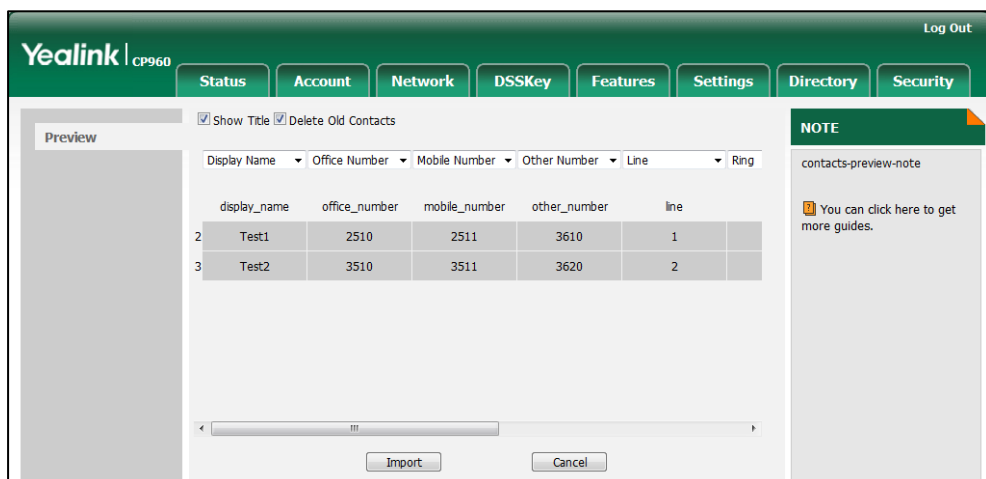 Log Out
Yealink CP960
Status Account Network DSSKey Features Settings Directory Security
Preview
Show Title Delete Old Contacts
Display Name Office Number Mobile Number Other Number Line Ring
display_name office_number mobile_number other_number line
2 Test1 2510 2511 3610 1
3 Test2 3510 3511 3620 2
Import Cancel
NOTE
contacts-preview-note
You can click here to get
more guides.